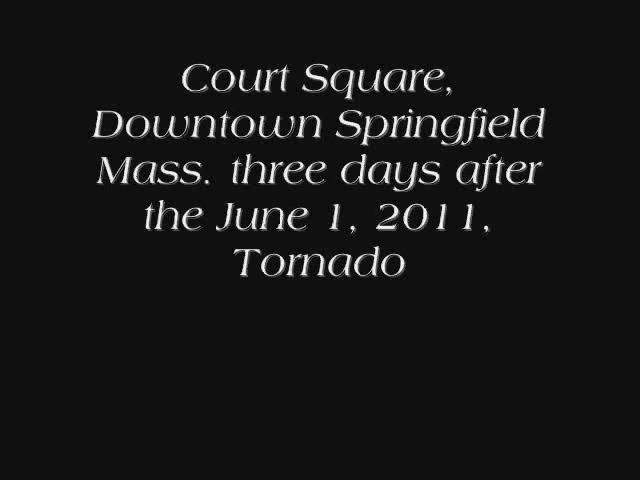 Court Square,
Downtown Springfield
Mass. three days after
the June 1, 2011,
Tornado